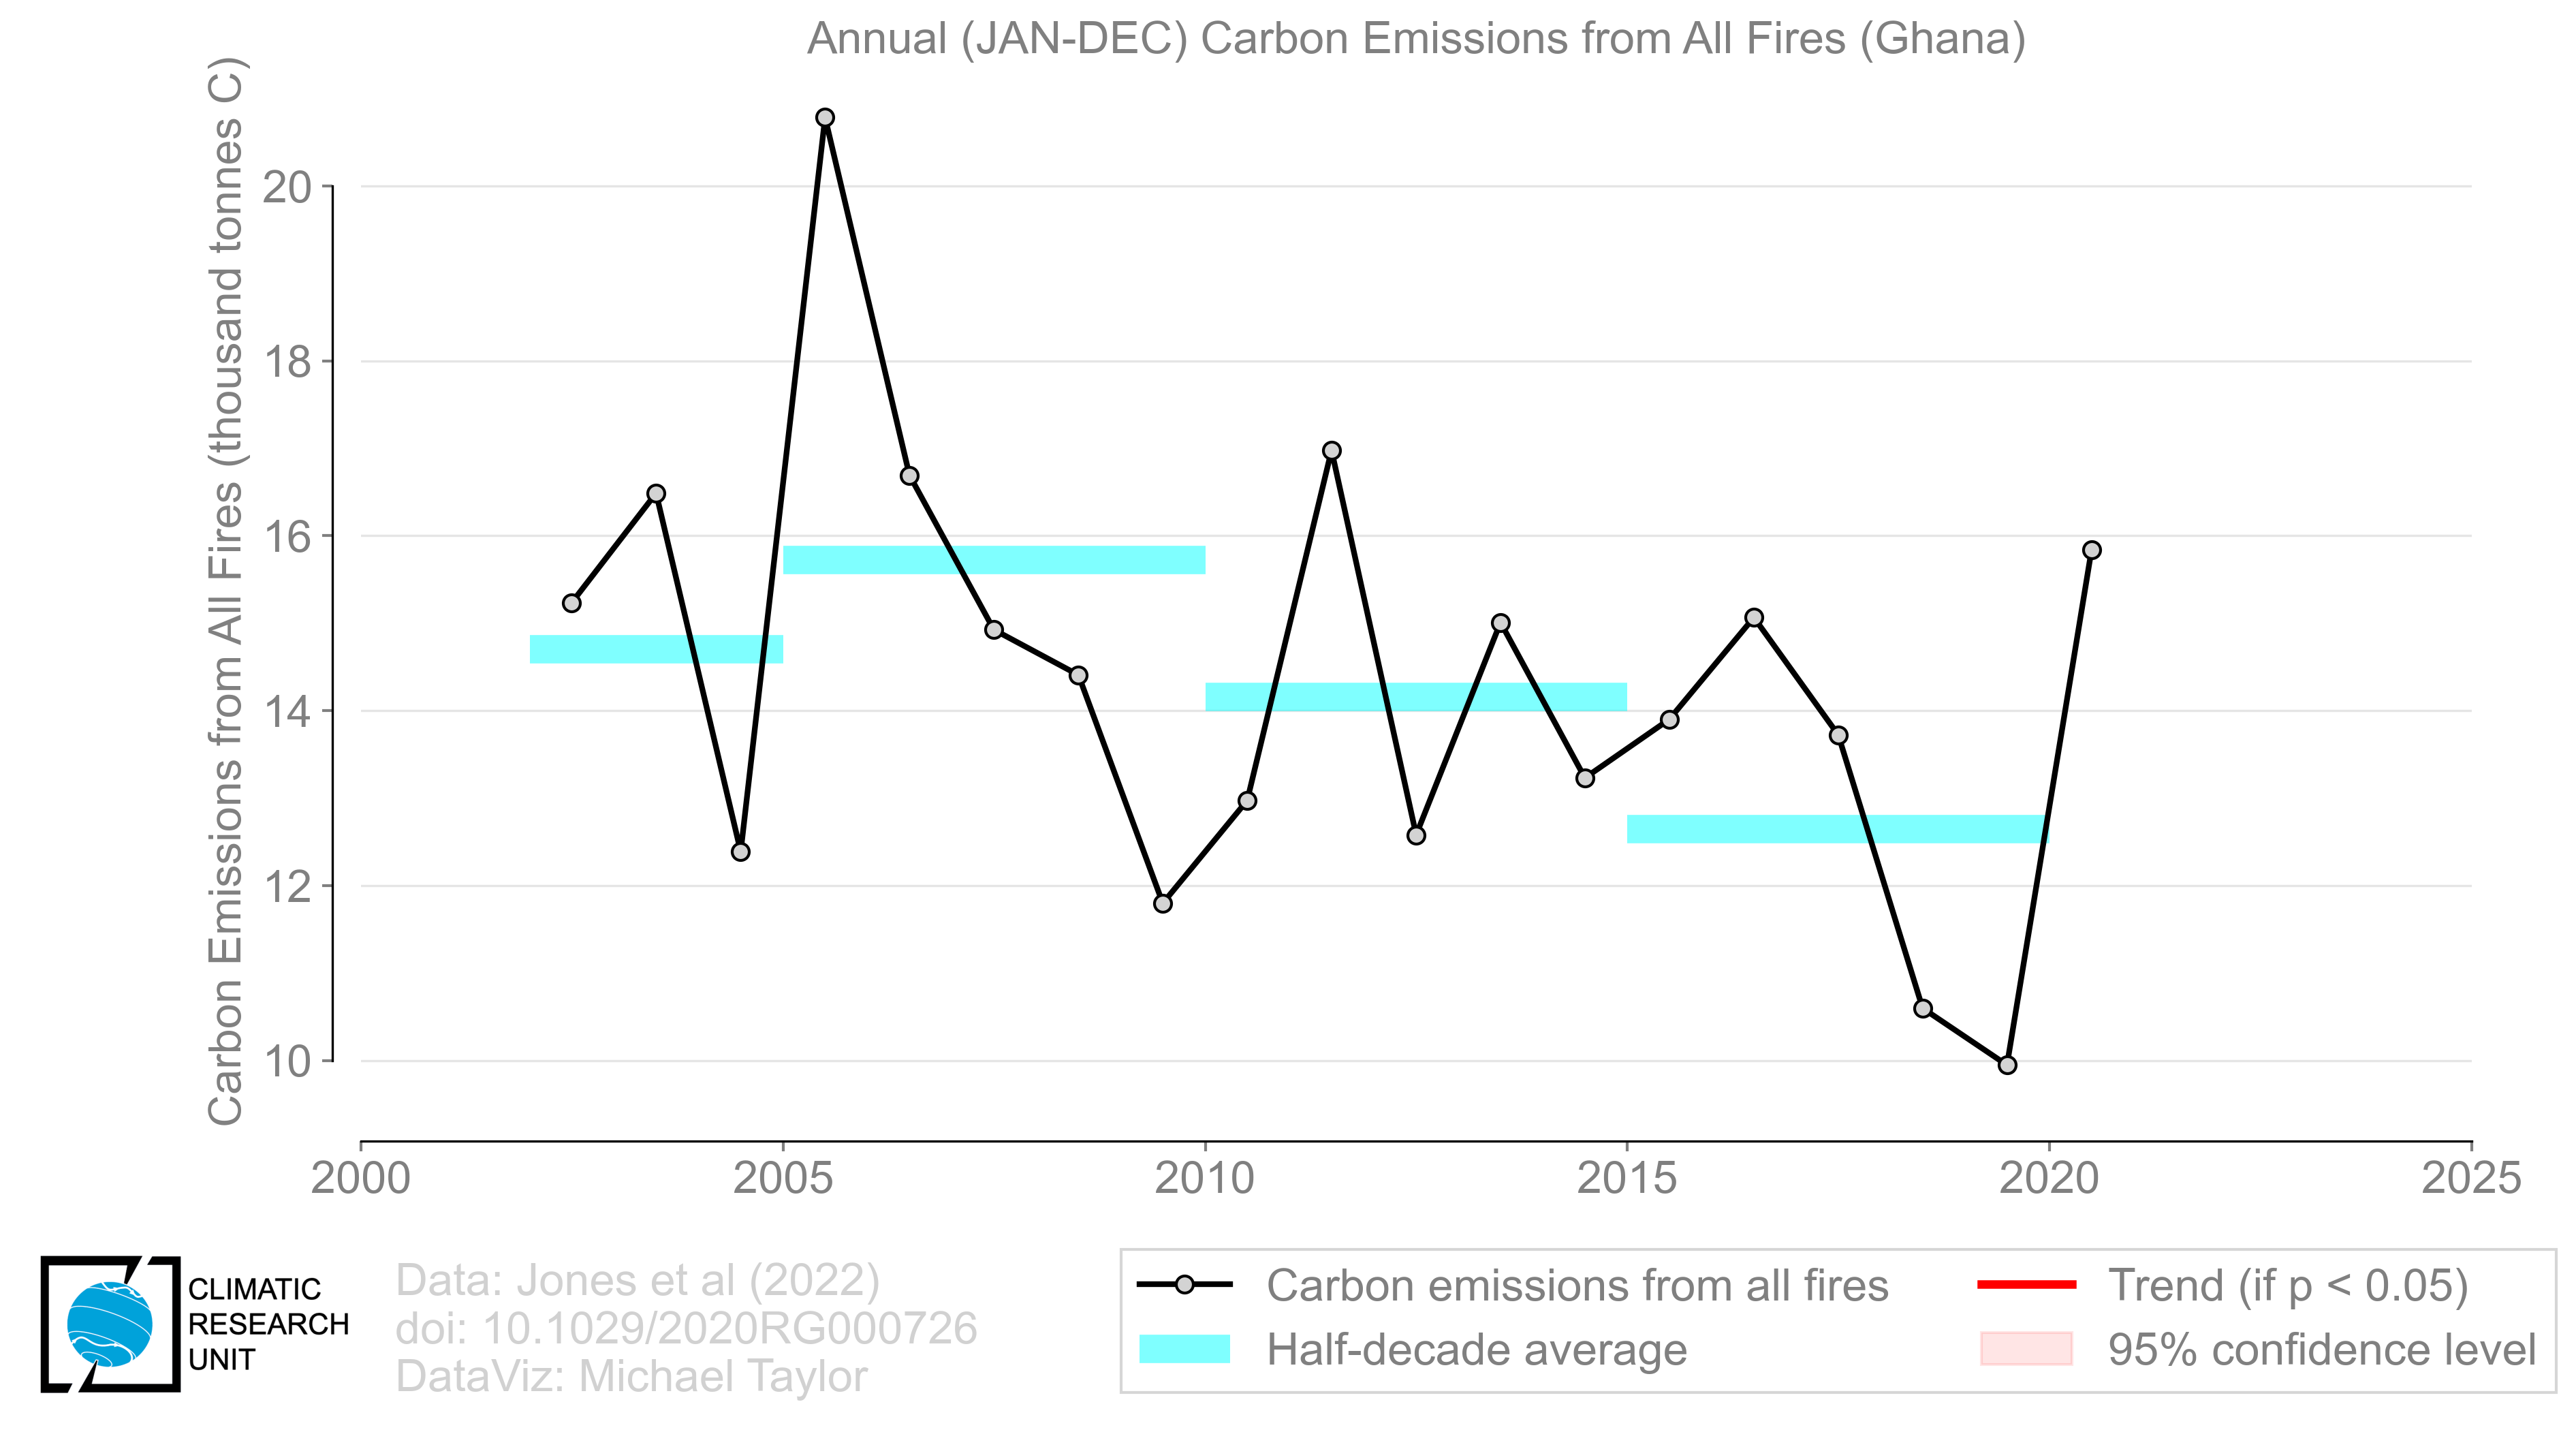 Annual (JAN-DEC) Carbon Emissions from All Fires (Ghana)
Carbon Emissions from All Fires (thousand tonnes C)
20
18
16
14
12
10
2000 2005 2010 2015 2020 2025
CLIMATIC
RESEARCH
UNIT
Data: Jones et al (2022)
doi: 10.1029/2020RG000726
DataViz: Michael Taylor
Carbon emissions from all fires
Half-decade average
Trend (if p < 0.05)
95% confidence level